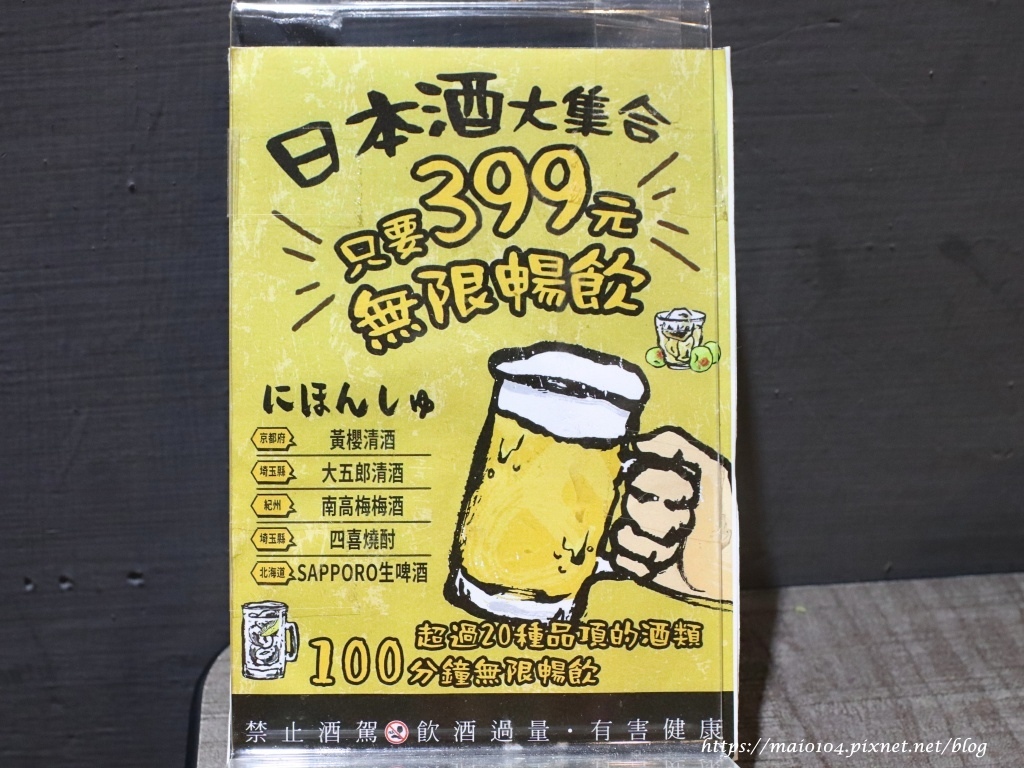 日本酒大集合
只要399元
無限暢飲
にほんしゅ
京都府 黃櫻清酒
埼玉縣 大五郎清酒
紀州 南高梅梅酒
埼玉縣 四喜燒酎
北海道 SAPPORO生啤酒
超過20種品項的酒類
100分鐘無限暢飲
禁止酒駕 飲酒過量·有害健康
https://maio104.pixnet.net/blog